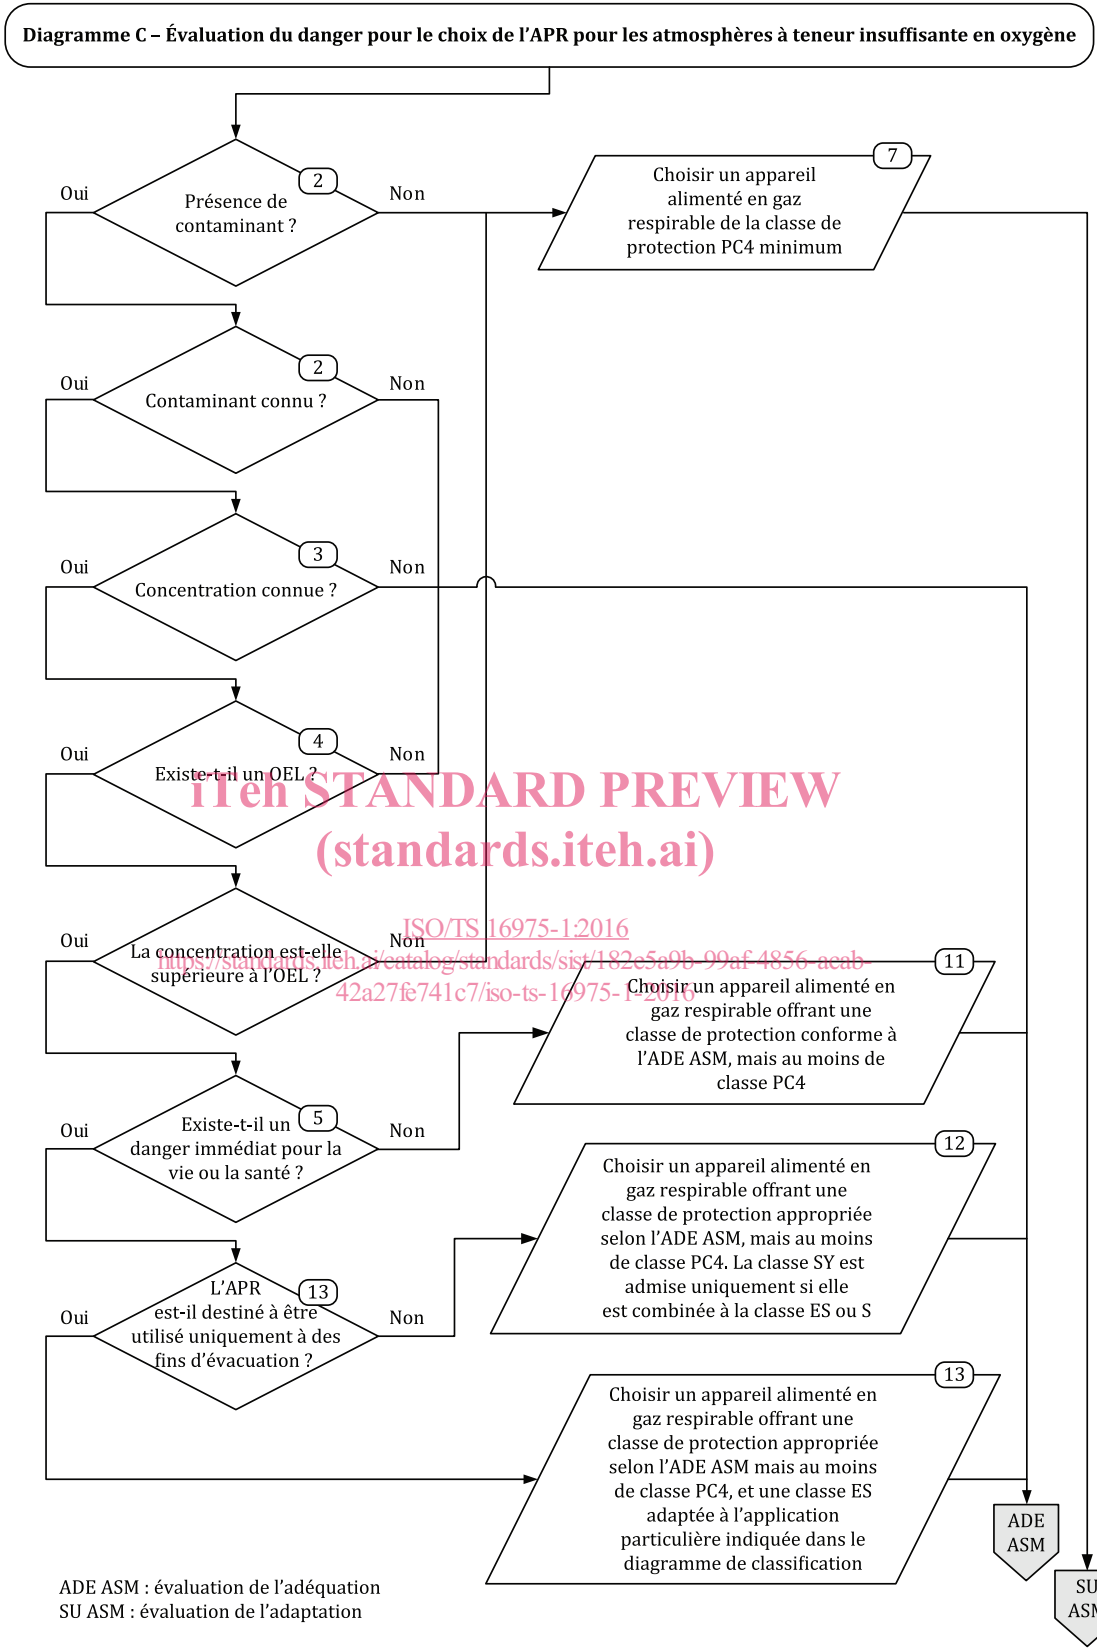 Diagramme C – Évaluation du danger pour le choix de l'APR pour les atmosphères à teneur insuffisante en oxygène
2
Oui
Non
Présence de
contaminant ?
7
Choisir un appareil
alimenté en gaz
respirable de la classe de
protection PC4 minimum
2
Oui
Non
Contaminant connu ?
3
Oui
Non
Concentration connue ?
4
Oui
Non
Existe-t-il un OEL ?
iTeh STANDARD PREVIEW
(standards.iteh.ai)
Oui
Non
La concentration est-elle
supérieure à l'OEL ?
ISO/TS 16975-1:2016
https://standards.iteh.ai/catalog/standards/sist/182e5a9b-99af-4856-aeab-
42a27fe741c7/iso-ts-16975-1-2016
11
Choisir un appareil alimenté en
gaz respirable offrant une
classe de protection conforme à
l'ADE ASM, mais au moins de
classe PC4
5
Oui
Non
Existe-t-il un
danger immédiat pour la
vie ou la santé ?
12
Choisir un appareil alimenté en
gaz respirable offrant une
classe de protection appropriée
selon l'ADE ASM, mais au moins
de classe PC4. La classe SY est
admise uniquement si elle
est combinée à la classe ES ou S
13
Oui
Non
L'APR
est-il destiné à être
utilisé uniquement à des
fins d'évacuation ?
13
Choisir un appareil alimenté en
gaz respirable offrant une
classe de protection appropriée
selon l'ADE ASM mais au moins
de classe PC4, et une classe ES
adaptée à l'application
particulière indiquée dans le
diagramme de classification
ADE
ASM
SU
ASM
ADE ASM : évaluation de l'adéquation
SU ASM : évaluation de l'adaptation